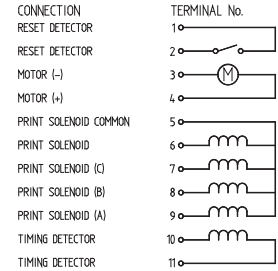 CONNECTION TERMINAL No.
RESET DETECTOR 1
RESET DETECTOR 2
MOTOR (-) 3 M
MOTOR (+) 4
PRINT SOLENOID COMMON 5
PRINT SOLENOID 6
PRINT SOLENOID (C) 7
PRINT SOLENOID (B) 8
PRINT SOLENOID (A) 9
TIMING DETECTOR 10
TIMING DETECTOR 11